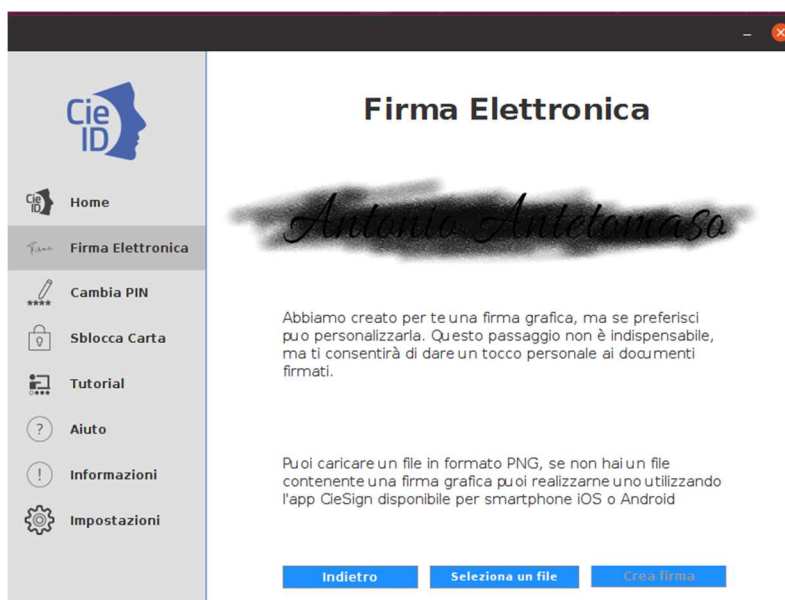 Cie
ID
Home
Firma Elettronica
Cambia PIN
Sblocca Carta
Tutorial
Aiuto
Informazioni
Impostazioni
Firma Elettronica
Antonio Antetomaso
Abbiamo creato per te una firma grafica, ma se preferisci
puo personalizzarla. Questo passaggio non è indispensabile,
ma ti consentirà di dare un tocco personale ai documenti
firmati.
Puoi caricare un file in formato PNG, se non hai un file
contenente una firma grafica puoi realizzarne uno utilizzando
l'app CieSign disponibile per smartphone iOS o Android
Indietro
Seleziona un file
Crea firma